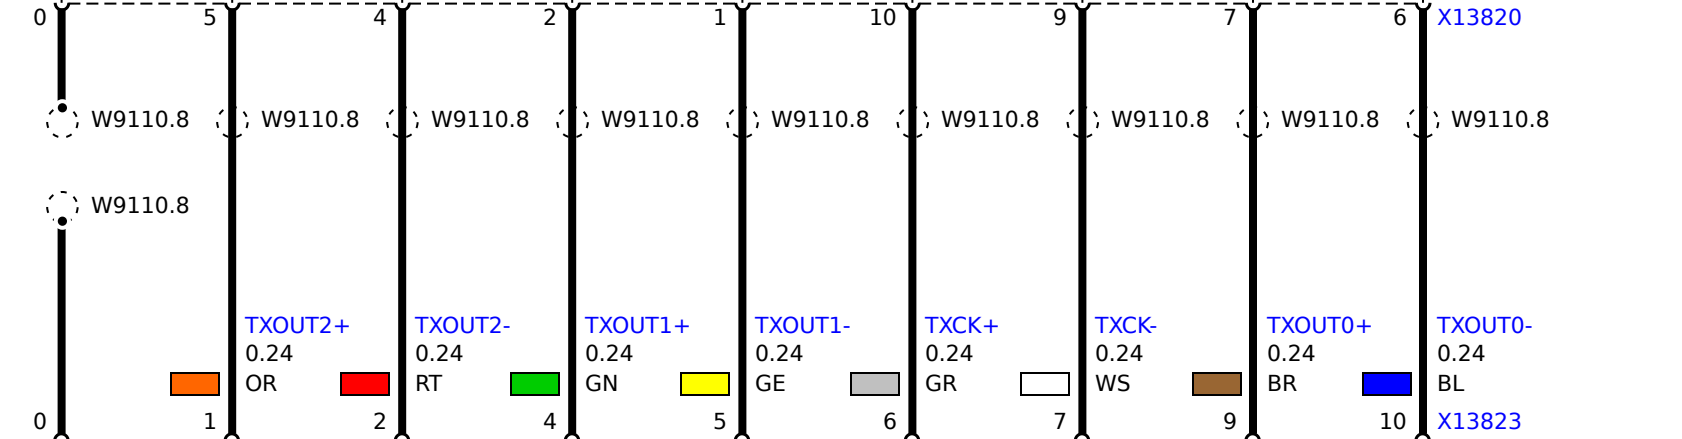 0 5 4 2 1 10 9 7 6 X13820
W9110.8 W9110.8 W9110.8 W9110.8 W9110.8 W9110.8 W9110.8 W9110.8 W9110.8
W9110.8
TXOUT2+ TXOUT2- TXOUT1+ TXOUT1- TXCK+ TXCK- TXOUT0+ TXOUT0-
0.24 0.24 0.24 0.24 0.24 0.24 0.24 0.24
OR RT GN GE GR WS BR BL
0 1 2 4 5 6 7 9 10 X13823